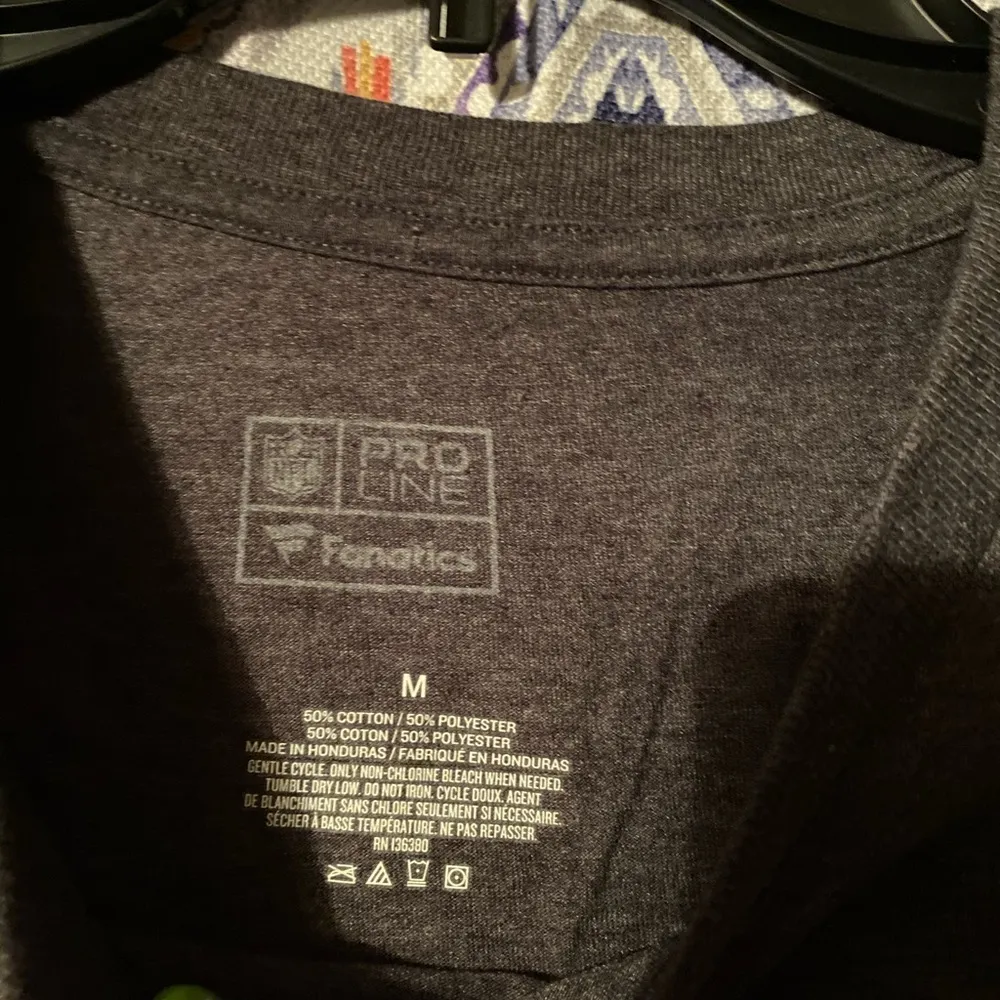 NFL
PRO
LINE
Fanatics
M
50% COTTON / 50% POLYESTER
50% COTON / 50% POLYESTER
MADE IN HONDURAS / FABRIQUÉ EN HONDURAS
GENTLE CYCLE. ONLY NON-CHLORINE BLEACH WHEN NEEDED.
TUMBLE DRY LOW. DO NOT IRON. CYCLE DOUX. AGENT
DE BLANCHIMENT SANS CHLORE SEULEMENT SI NÉCESSAIRE.
SÉCHER À BASSE TEMPÉRATURE. NE PAS REPASSER.
RN 136380